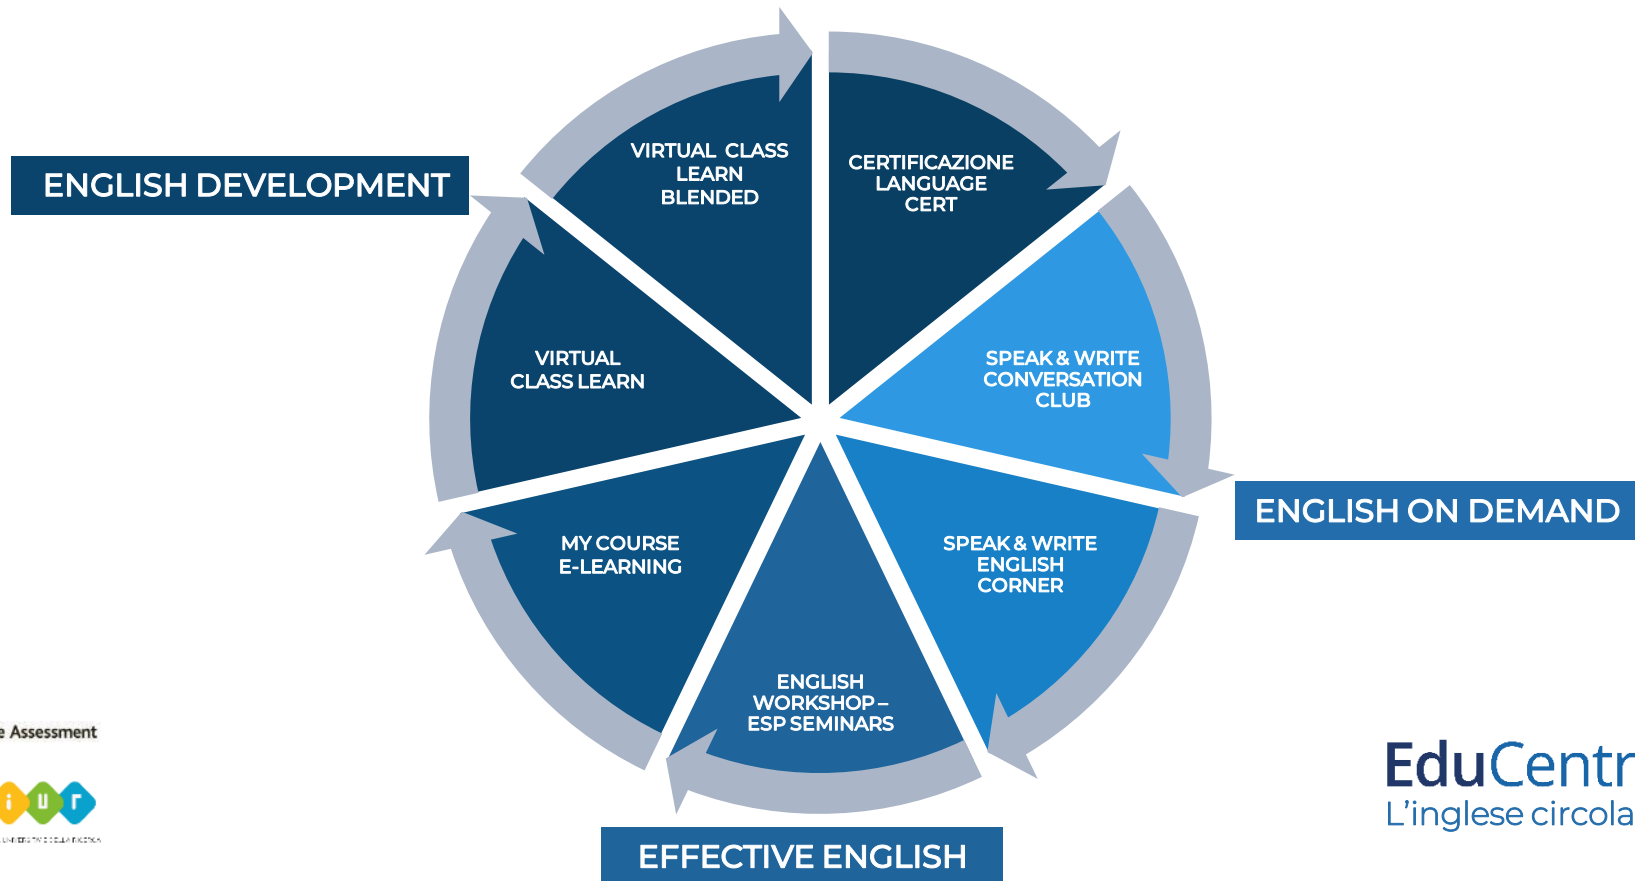 VIRTUAL CLASS
LEARN
BLENDED
CERTIFICAZIONE
LANGUAGE
CERT
ENGLISH DEVELOPMENT
VIRTUAL
CLASS LEARN
SPEAK & WRITE
CONVERSATION
CLUB
ENGLISH ON DEMAND
MY COURSE
E-LEARNING
SPEAK & WRITE
ENGLISH
CORNER
ENGLISH
WORKSHOP –
ESP SEMINARS
e Assessment
iur
EduCentr
L'inglese circola
EFFECTIVE ENGLISH